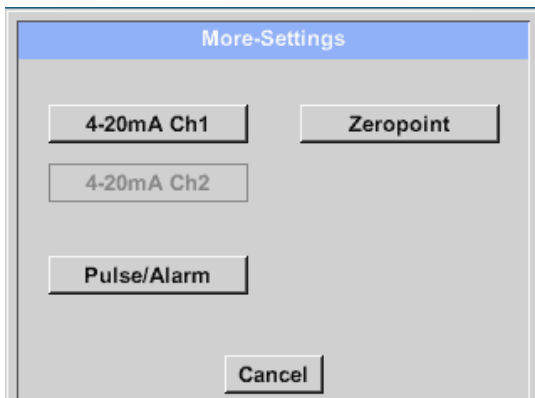 More-Settings
4-20mA Ch1
Zeropoint
4-20mA Ch2
Pulse/Alarm
Cancel